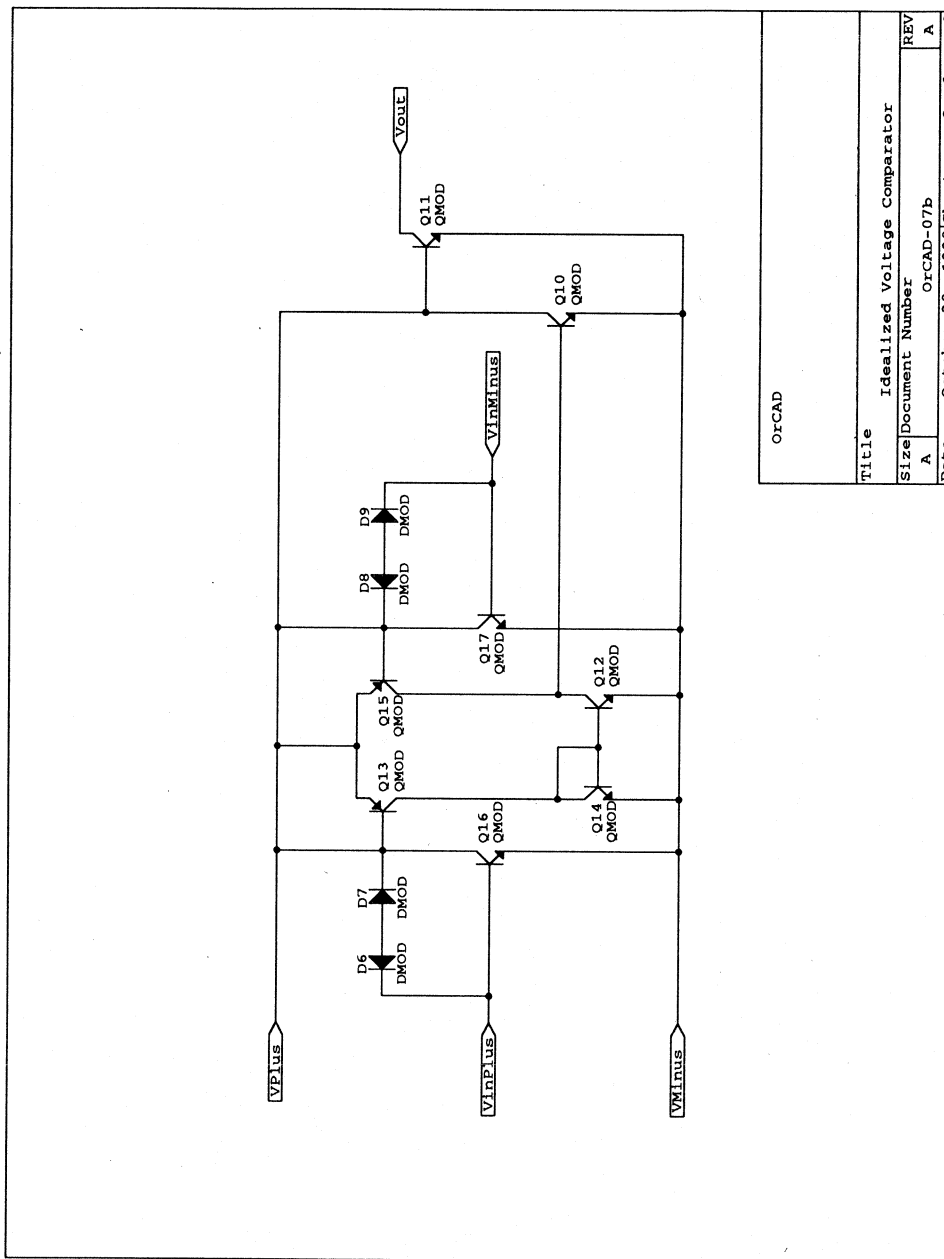 VPlus
VinPlus
VMinus
D6
DMOD
D7
DMOD
Q16
QMOD
Q13
QMOD
Q14
QMOD
Q15
QMOD
Q12
QMOD
Q17
QMOD
D8
DMOD
D9
DMOD
VinMinus
Q10
QMOD
Q11
QMOD
Vout
OrCAD
Title
Idealized Voltage Comparator
Size Document Number
REV
A
OrCAD-07b
A